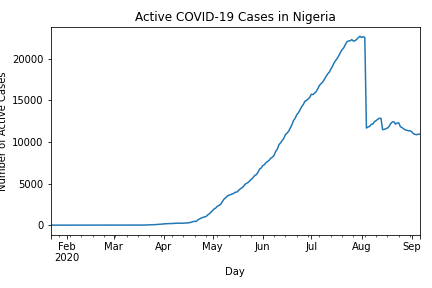 Active COVID-19 Cases in Nigeria
Number of Active Cases
20000
15000
10000
5000
0
Feb Mar Apr May Jun Jul Aug Sep
2020
Day